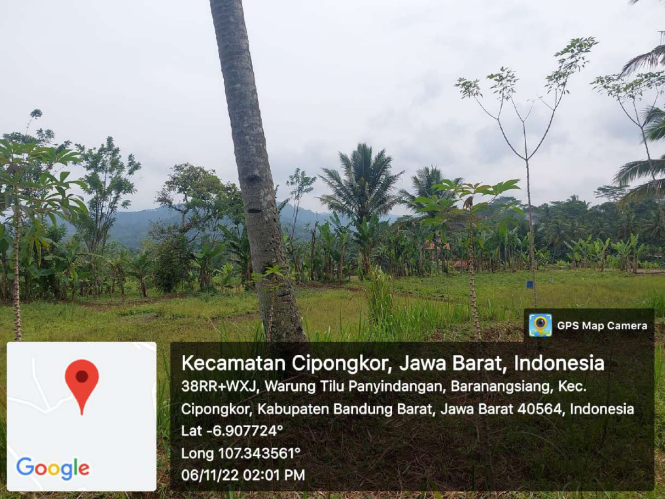 GPS Map Camera
Kecamatan Cipongkor, Jawa Barat, Indonesia
38RR+WXJ, Warung Tilu Panyindangan, Baranangsiang, Kec.
Cipongkor, Kabupaten Bandung Barat, Jawa Barat 40564, Indonesia
Lat -6.907724°
Long 107.343561°
06/11/22 02:01 PM
Google